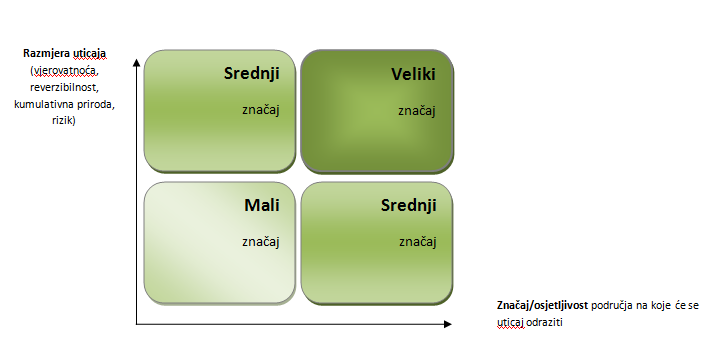 Razmjera uticaja
(vjerovatnoća,
reverzibilnost,
kumulativna priroda,
rizik)
Srednji
značaj
Veliki
značaj
Mali
značaj
Srednji
značaj
Značaj/osjetljivost područja na koje će se
uticaj odraziti